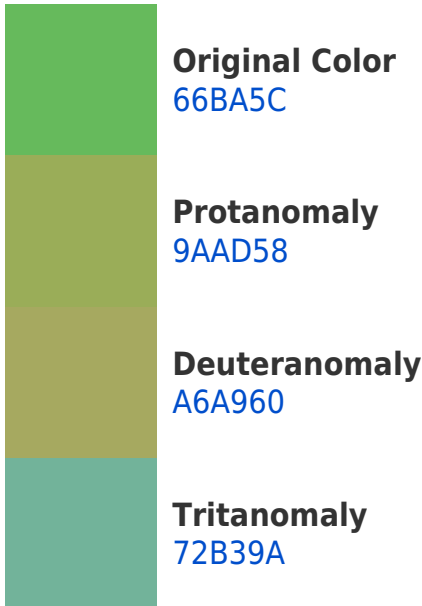 Original Color
66BA5C
Protanomaly
9AAD58
Deuteranomaly
A6A960
Tritanomaly
72B39A